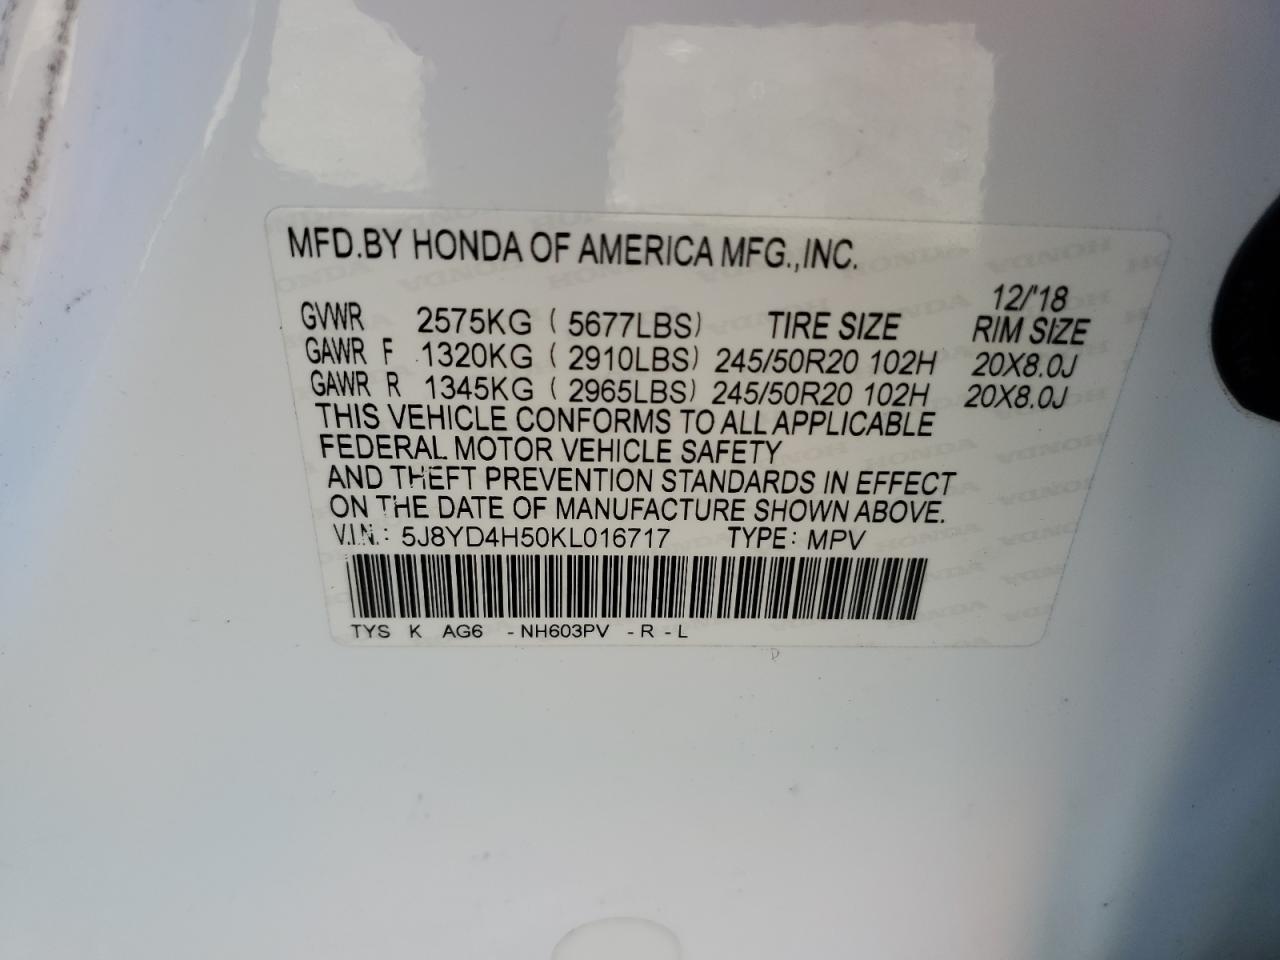 MFD.BY HONDA OF AMERICA MFG.,INC.
12/'18
GVWR 2575KG ( 5677LBS) TIRE SIZE RIM SIZE
GAWR F 1320KG ( 2910LBS) 245/50R20 102H 20X8.0J
GAWR R 1345KG ( 2965LBS) 245/50R20 102H 20X8.0J
THIS VEHICLE CONFORMS TO ALL APPLICABLE
FEDERAL MOTOR VEHICLE SAFETY
AND THEFT PREVENTION STANDARDS IN EFFECT
ON THE DATE OF MANUFACTURE SHOWN ABOVE.
V.I.N.: 5J8YD4H50KL016717 TYPE: MPV
TYS K AG6 -NH603PV -R -L